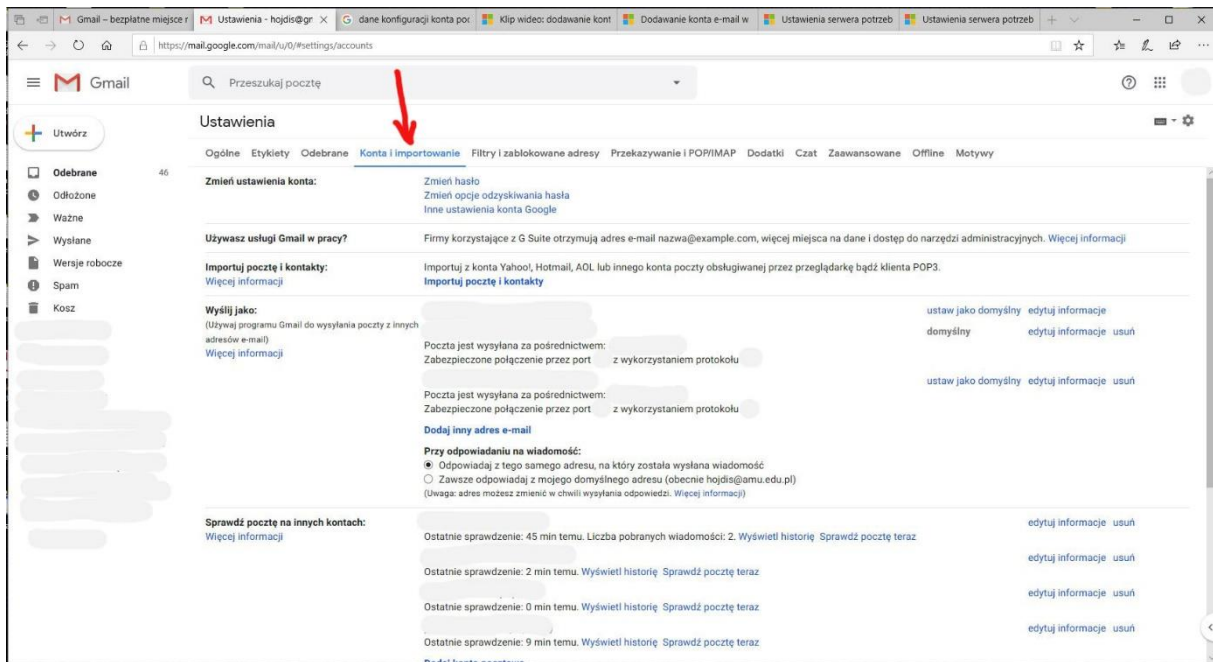 Gmail – bezpłatne miejsce r
Ustawienia - hojdis@gr
dane konfiguracji konta poc
Klip wideo: dodawanie kont
Dodawanie konta e-mail w
Ustawienia serwera potrzeb
Ustawienia serwera potrzeb
https://mail.google.com/mail/u/0/#settings/accounts
Gmail
Przeszukaj pocztę
Utwórz
Odebrane 46
Odłożone
Ważne
Wysłane
Wersje robocze
Spam
Kosz
Ustawienia
Ogólne Etykiety Odebrane Konta i importowanie Filtry i zablokowane adresy Przekazywanie i POP/IMAP Dodatki Czat Zaawansowane Offline Motywy
Zmień ustawienia konta:
Zmień hasło
Zmień opcje odzyskiwania hasła
Inne ustawienia konta Google
Używasz usługi Gmail w pracy?
Firmy korzystające z G Suite otrzymują adres e-mail nazwa@example.com, więcej miejsca na dane i dostęp do narzędzi administracyjnych. Więcej informacji
Importuj pocztę i kontakty:
Więcej informacji
Importuj z konta Yahoo!, Hotmail, AOL lub innego konta poczty obsługiwanej przez przeglądarkę bądź klienta POP3.
Importuj pocztę i kontakty
Wyślij jako:
(Używaj programu Gmail do wysyłania poczty z innych
adresów e-mail)
Więcej informacji
ustaw jako domyślny edytuj informacje
domyślny edytuj informacje usuń
Poczta jest wysyłana za pośrednictwem:
Zabezpieczone połączenie przez port z wykorzystaniem protokołu
ustaw jako domyślny edytuj informacje usuń
Poczta jest wysyłana za pośrednictwem:
Zabezpieczone połączenie przez port z wykorzystaniem protokołu
Dodaj inny adres e-mail
Przy odpowiadaniu na wiadomość:
Odpowiadaj z tego samego adresu, na który została wysłana wiadomość
Zawsze odpowiadaj z mojego domyślnego adresu (obecnie hojdis@amu.edu.pl)
(Uwaga: adres możesz zmienić w chwili wysyłania odpowiedzi. Więcej informacji)
Sprawdź pocztę na innych kontach:
Więcej informacji
edytuj informacje usuń
Ostatnie sprawdzenie: 45 min temu. Liczba pobranych wiadomości: 2. Wyświetl historię Sprawdź pocztę teraz
edytuj informacje usuń
Ostatnie sprawdzenie: 2 min temu. Wyświetl historię Sprawdź pocztę teraz
edytuj informacje usuń
Ostatnie sprawdzenie: 0 min temu. Wyświetl historię Sprawdź pocztę teraz
edytuj informacje usuń
Ostatnie sprawdzenie: 9 min temu. Wyświetl historię Sprawdź pocztę teraz